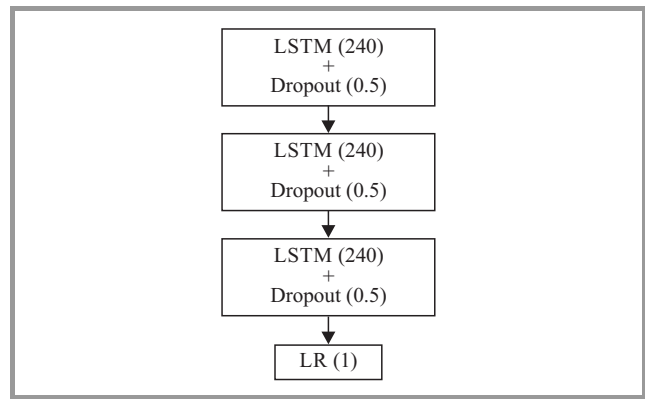 LSTM (240)
+
Dropout (0.5)
LSTM (240)
+
Dropout (0.5)
LSTM (240)
+
Dropout (0.5)
LR (1)